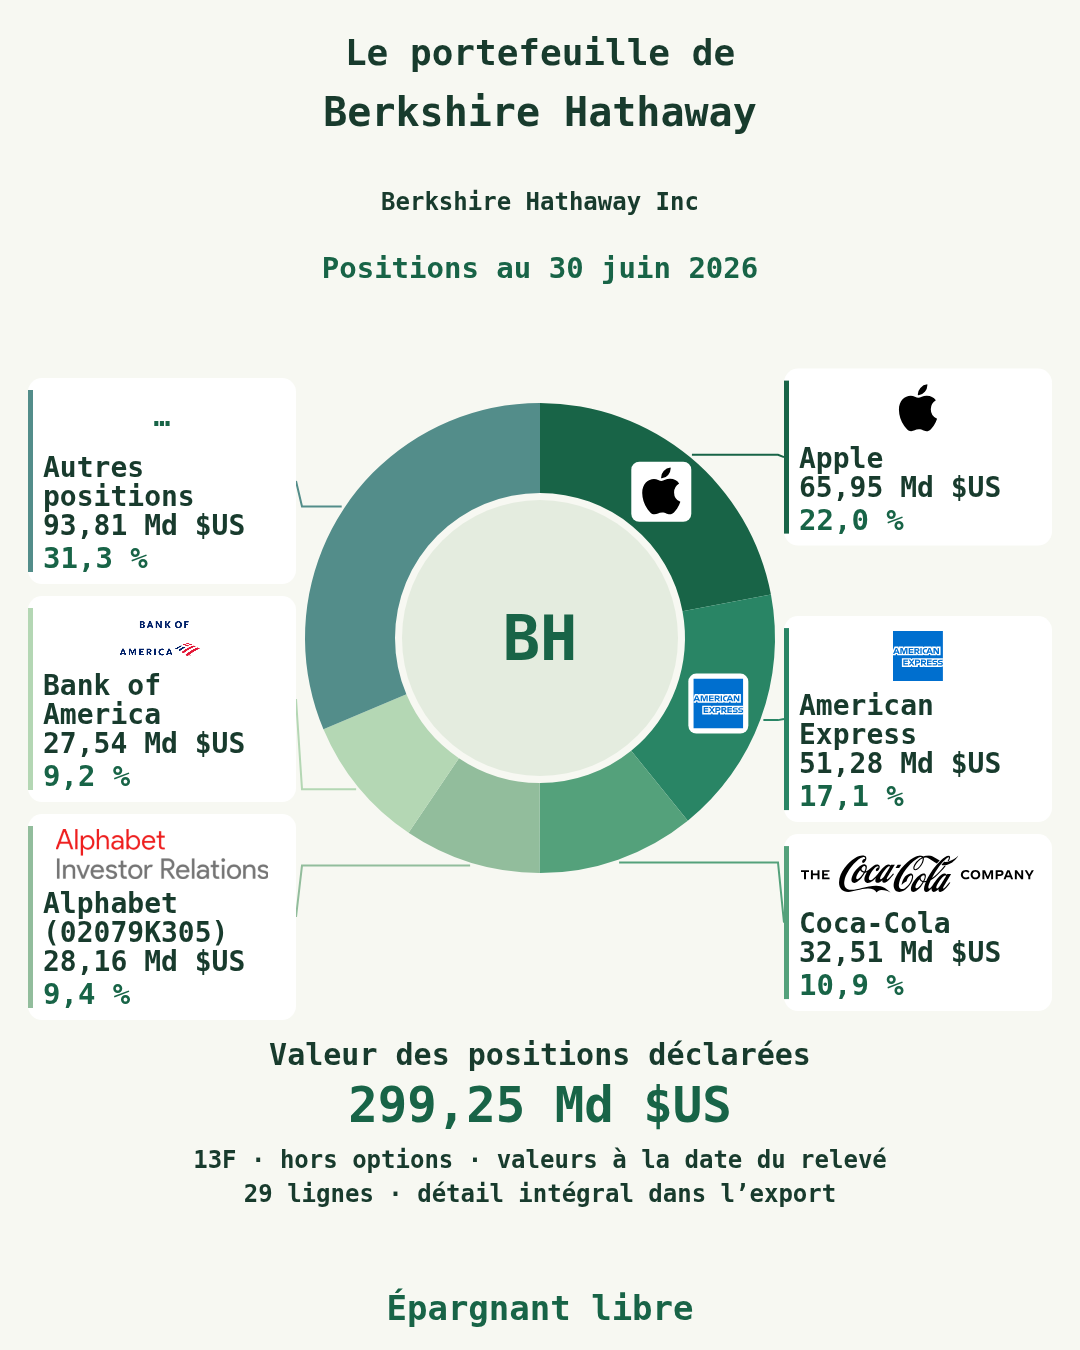 Le portefeuille de
Berkshire Hathaway
Berkshire Hathaway Inc
Positions au 30 juin 2026
…
Autres
positions
93,81 Md $US
31,3 %
BANK OF
AMERICA
Bank of
America
27,54 Md $US
9,2 %
Alphabet
Investor Relations
Alphabet
(02079K305)
28,16 Md $US
9,4 %
BH
AMERICAN
EXPRESS
Apple
65,95 Md $US
22,0 %
AMERICAN
EXPRESS
American
Express
51,28 Md $US
17,1 %
THE Coca-Cola COMPANY
Coca-Cola
32,51 Md $US
10,9 %
Valeur des positions déclarées
299,25 Md $US
13F · hors options · valeurs à la date du relevé
29 lignes · détail intégral dans l’export
Épargnant libre